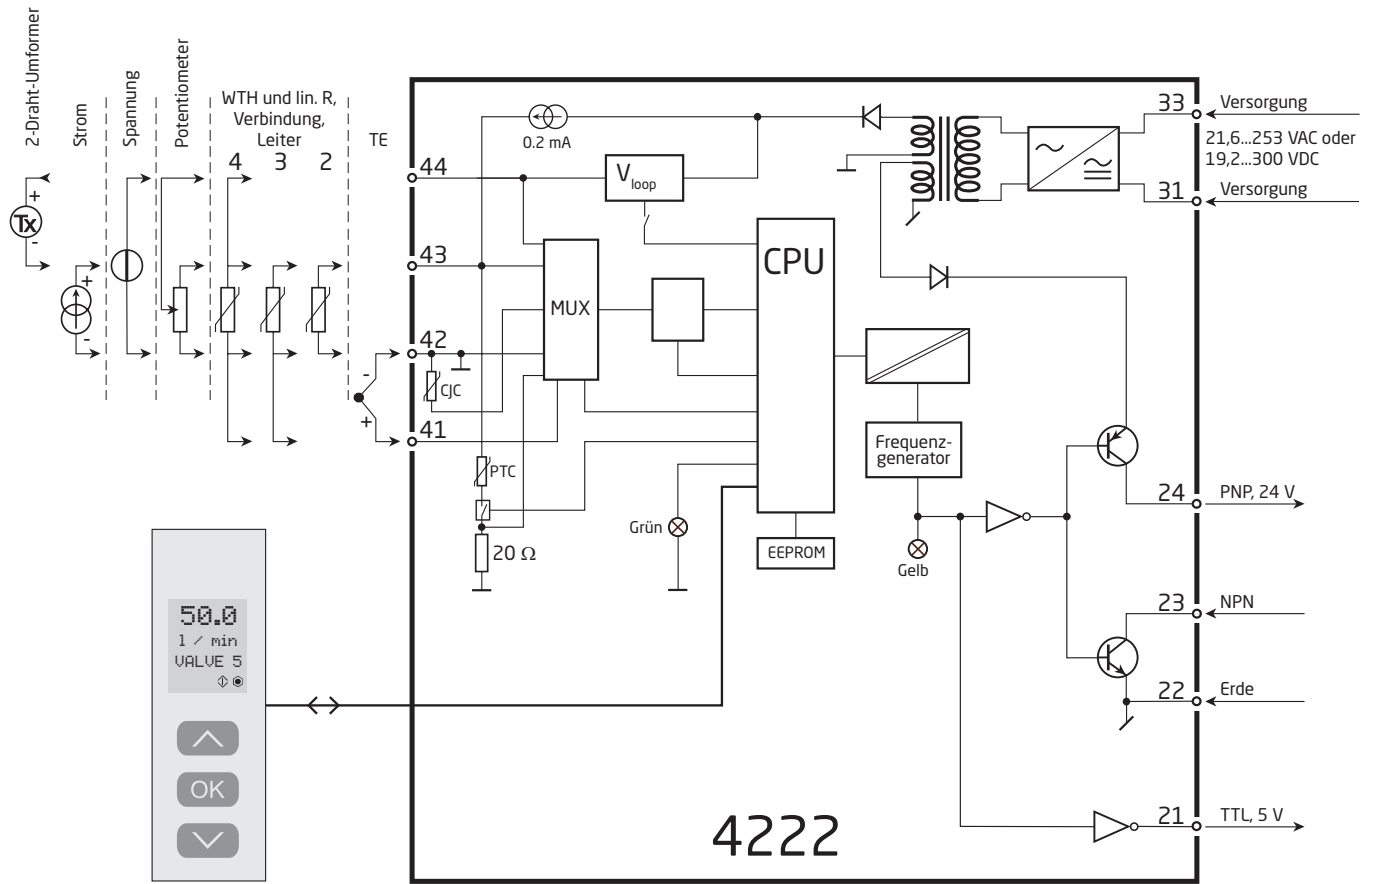 2-Draht-Umformer
Strom
Spannung
Potentiometer
WTH und lin. R,
Verbindung,
Leiter
4 3 2
TE
+
Tx
-
+
-
-
+
44
43
42
41
0.2 mA
Vloop
MUX
CPU
CJC
PTC
20 Ω
Grün
EEPROM
Frequenz-
generator
Gelb
33
Versorgung
21,6...253 VAC oder
19,2...300 VDC
31
Versorgung
24
PNP, 24 V
23
NPN
22
Erde
21
TTL, 5 V
50.0
l / min
VALVE 5
OK
4222